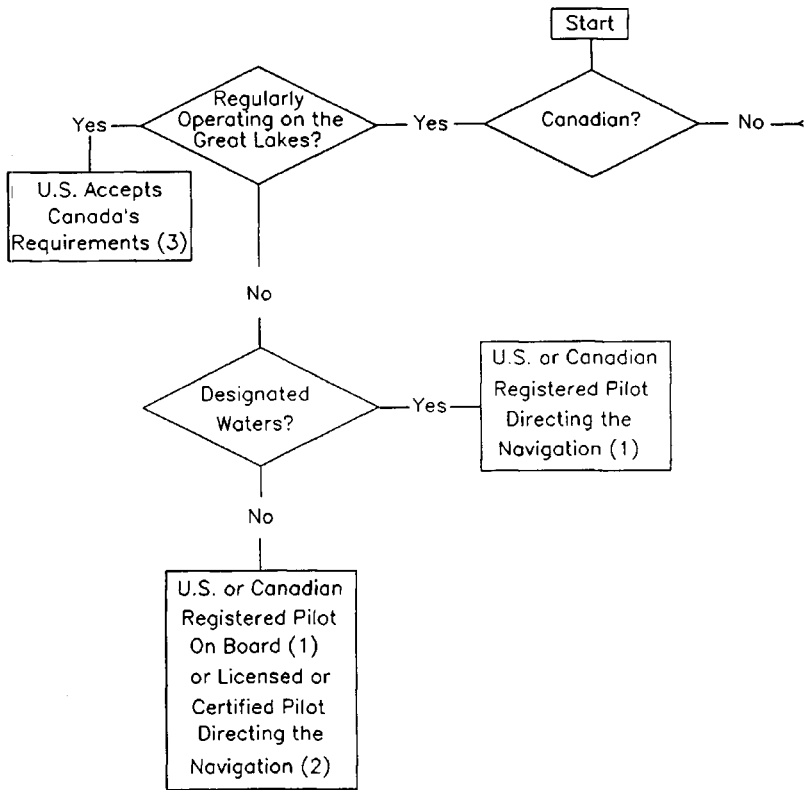 Start
Canadian?
No
Yes
Regularly
Operating on the
Great Lakes?
Yes
U.S. Accepts
Canada's
Requirements (3)
No
Designated
Waters?
Yes
U.S. or Canadian
Registered Pilot
Directing the
Navigation (1)
No
U.S. or Canadian
Registered Pilot
On Board (1)
or Licensed or
Certified Pilot
Directing the
Navigation (2)